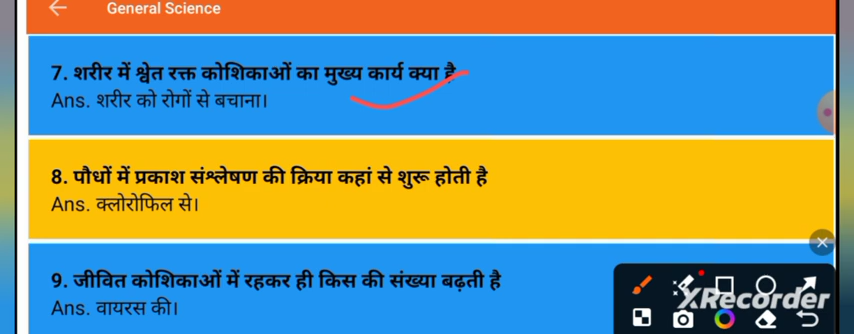 General Science
7. शरीर में श्वेत रक्त कोशिकाओं का मुख्य कार्य क्या है
Ans. शरीर को रोगों से बचाना।
8. पौधों में प्रकाश संश्लेषण की क्रिया कहां से शुरू होती है
Ans. क्लोरोफिल से।
9. जीवित कोशिकाओं में रहकर ही किस की संख्या बढ़ती है
Ans. वायरस की।
XRecorder